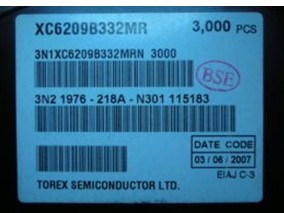 XC6209B332MR 3,000 PCS
3N1XC6209B332MRN 3000
BSE
3N2 1976 - 218A - N301 115183
DATE CODE
03 / 06 / 2007
EIAJ C-3
TOREX SEMICONDUCTOR LTD.